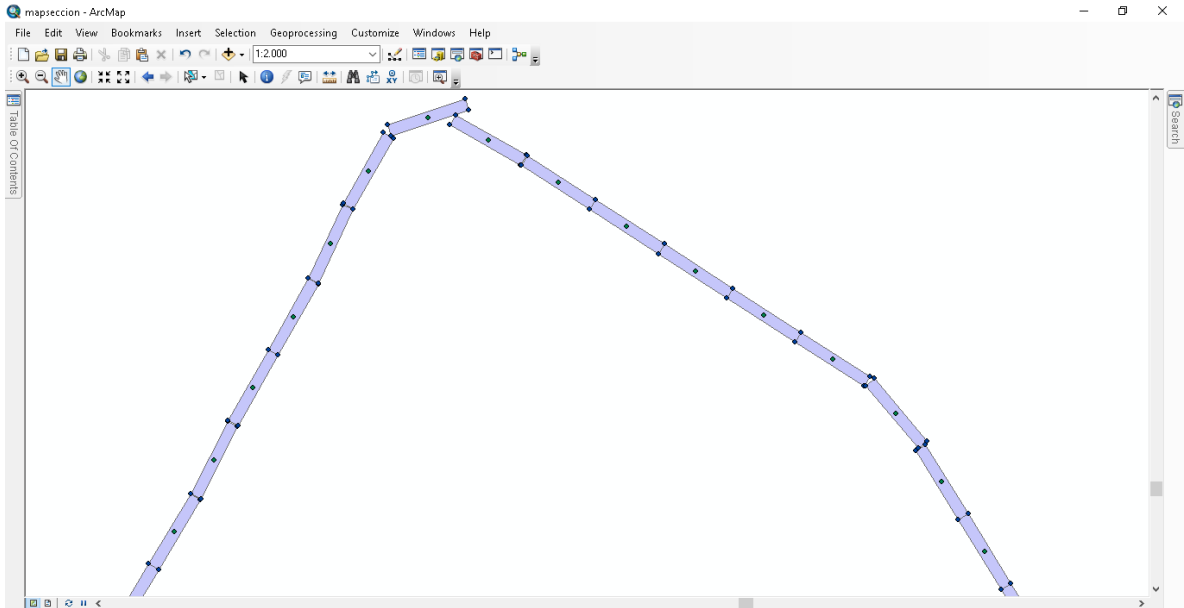 mapseccion - ArcMap
File Edit View Bookmarks Insert Selection Geoprocessing Customize Windows Help
1:2.000
XY
Table Of Contents
Search